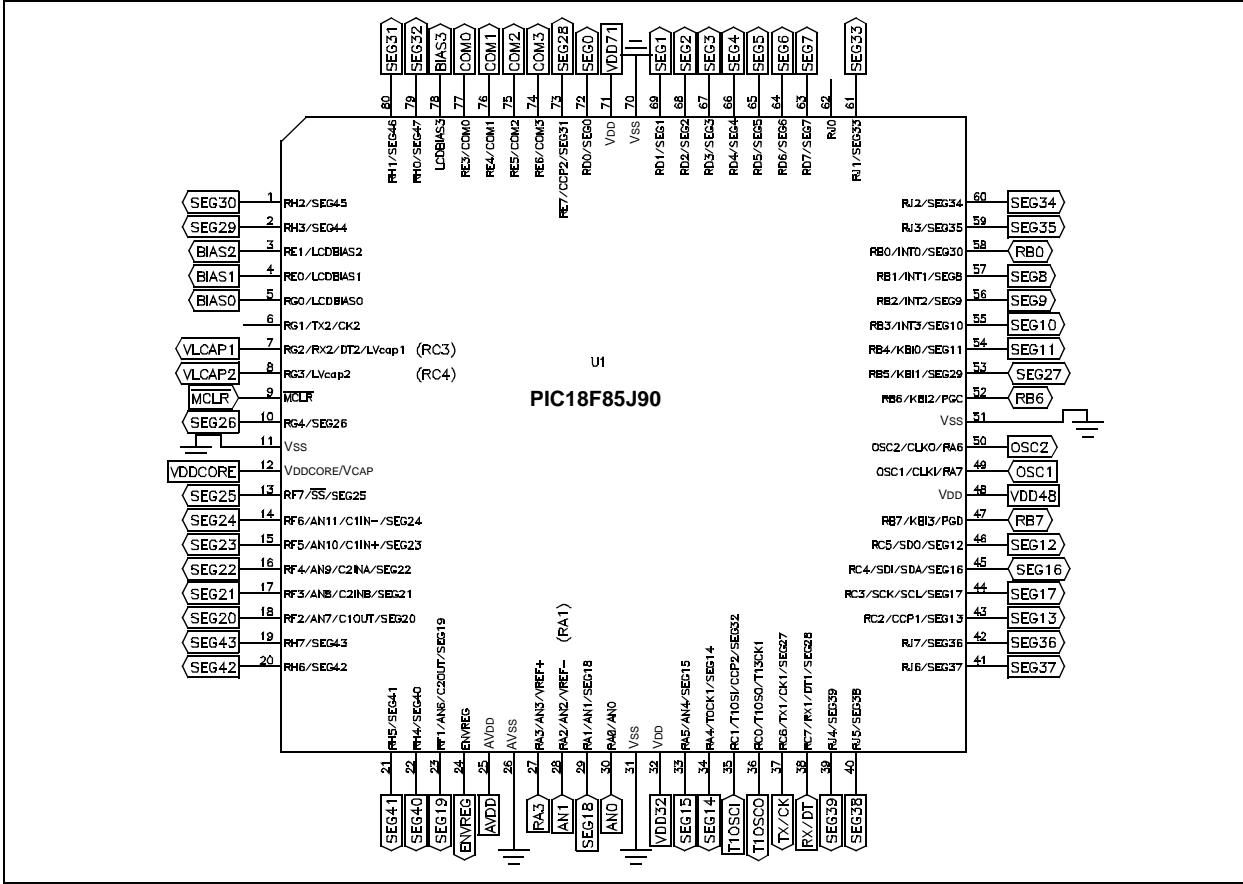 SEG31 SEG32 BIAS3 COM0 COM1 COM2 COM3 SEG28 SEG0 VDD71 SEG1 SEG2 SEG3 SEG4 SEG5 SEG6 SEG7 SEG33
80 79 78 77 76 75 74 73 72 71 70 69 68 67 66 65 64 63 62 61
RH1/SEG46 RH0/SEG47 LCDBIAS3 RE3/COM0 RE4/COM1 RE5/COM2 RE6/COM3 RE7/CCP2/SEG31 RD0/SEG0 VDD VSS RD1/SEG1 RD2/SEG2 RD3/SEG3 RD4/SEG4 RD5/SEG5 RD6/SEG6 RD7/SEG7 RJ0 RJ1/SEG33
SEG30 1 RH2/SEG45
SEG29 2 RH3/SEG44
BIAS2 3 RE1/LCDBIAS2
BIAS1 4 RE0/LCDBIAS1
BIAS0 5 RG0/LCDBIAS0
6 RG1/TX2/CK2
VLCAP1 7 RG2/RX2/DT2/LVcap1 (RC3)
VLCAP2 8 RG3/LVcap2 (RC4)
MCLR 9 MCLR
SEG26 10 RG4/SEG26
11 VSS
VDDCORE 12 VDDCORE/VCAP
SEG25 13 RF7/SS/SEG25
SEG24 14 RF6/AN11/C1IN-/SEG24
SEG23 15 RF5/AN10/C1IN+/SEG23
SEG22 16 RF4/AN9/C2INA/SEG22
SEG21 17 RF3/AN8/C2INB/SEG21
SEG20 18 RF2/AN7/C1OUT/SEG20
SEG43 19 RH7/SEG43
SEG42 20 RH6/SEG42
U1
PIC18F85J90
RJ2/SEG34 60 SEG34
RJ3/SEG35 59 SEG35
RB0/INT0/SEG30 58 RB0
RB1/INT1/SEG8 57 SEG8
RB2/INT2/SEG9 56 SEG9
RB3/INT3/SEG10 55 SEG10
RB4/KBI0/SEG11 54 SEG11
RB5/KBI1/SEG29 53 SEG27
RB6/KBI2/PGC 52 RB6
VSS 51
OSC2/CLKO/RA6 50 OSC2
OSC1/CLKI/RA7 49 OSC1
VDD 48 VDD48
RB7/KBI3/PGD 47 RB7
RC5/SDO/SEG12 46 SEG12
RC4/SDI/SDA/SEG16 45 SEG16
RC3/SCK/SCL/SEG17 44 SEG17
RC2/CCP1/SEG13 43 SEG13
RJ7/SEG36 42 SEG36
RJ6/SEG37 41 SEG37
(RA1)
RH5/SEG41 RH4/SEG40 RF1/AN6/C2OUT/SEG19 ENVREG AVDD AVSS RA3/AN3/VREF+ RA2/AN2/VREF- RA1/AN1/SEG18 RA0/AN0 VSS VDD RA5/AN4/SEG15 RA4/T0CK1/SEG14 RC1/T1OSI/CCP2/SEG32 RC0/T1OSO/T13CK1 RC6/TX1/CK1/SEG27 RC7/RX1/DT1/SEG28 RJ4/SEG39 RJ5/SEG38
21 22 23 24 25 26 27 28 29 30 31 32 33 34 35 36 37 38 39 40
SEG41 SEG40 SEG19 ENVREG AVDD RA3 AN1 SEG18 AN0 VDD32 SEG15 SEG14 T1OSCI T1OSCO TX/CK RX/DT SEG39 SEG38